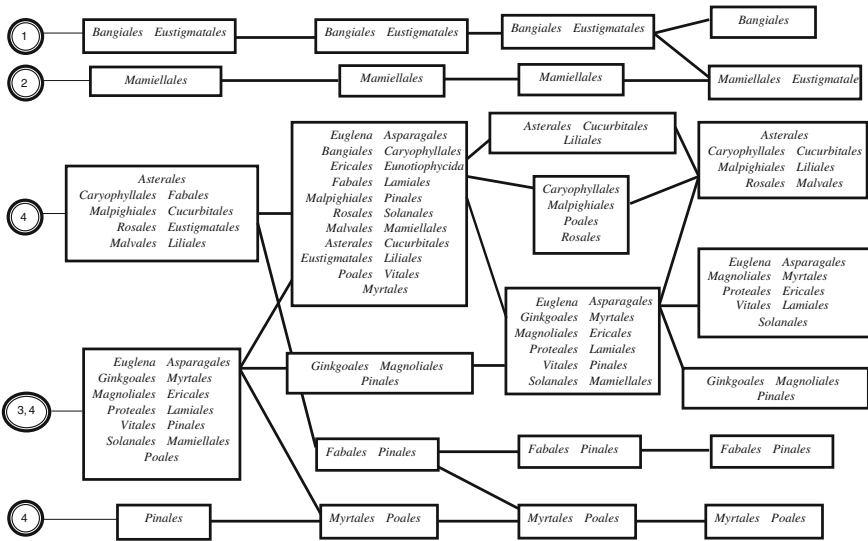 1
Bangiales Eustigmatales
Bangiales Eustigmatales
Bangiales Eustigmatales
Bangiales
2
Mamiellales
Mamiellales
Mamiellales
Mamiellales Eustigmatale
4
Asterales
Caryophyllales Fabales
Malpighiales Cucurbitales
Rosales Eustigmatales
Malvales Liliales
Euglena Asparagales
Bangiales Caryophyllales
Ericales Eunotiophycida
Fabales Lamiales
Malpighiales Pinales
Rosales Solanales
Malvales Mamiellales
Asterales Cucurbitales
Eustigmatales Liliales
Poales Vitales
Myrtales
Asterales Cucurbitales
Liliales
Caryophyllales
Malpighiales
Poales
Rosales
Asterales
Caryophyllales Cucurbitales
Malpighiales Liliales
Rosales Malvales
3, 4
Euglena Asparagales
Ginkgoales Myrtales
Magnoliales Ericales
Proteales Lamiales
Vitales Pinales
Solanales Mamiellales
Poales
Ginkgoales Magnoliales
Pinales
Euglena Asparagales
Ginkgoales Myrtales
Magnoliales Ericales
Proteales Lamiales
Vitales Pinales
Solanales Mamiellales
Euglena Asparagales
Magnoliales Myrtales
Proteales Ericales
Vitales Lamiales
Solanales
Ginkgoales Magnoliales
Pinales
Fabales Pinales
Fabales Pinales
Fabales Pinales
4
Pinales
Myrtales Poales
Myrtales Poales
Myrtales Poales